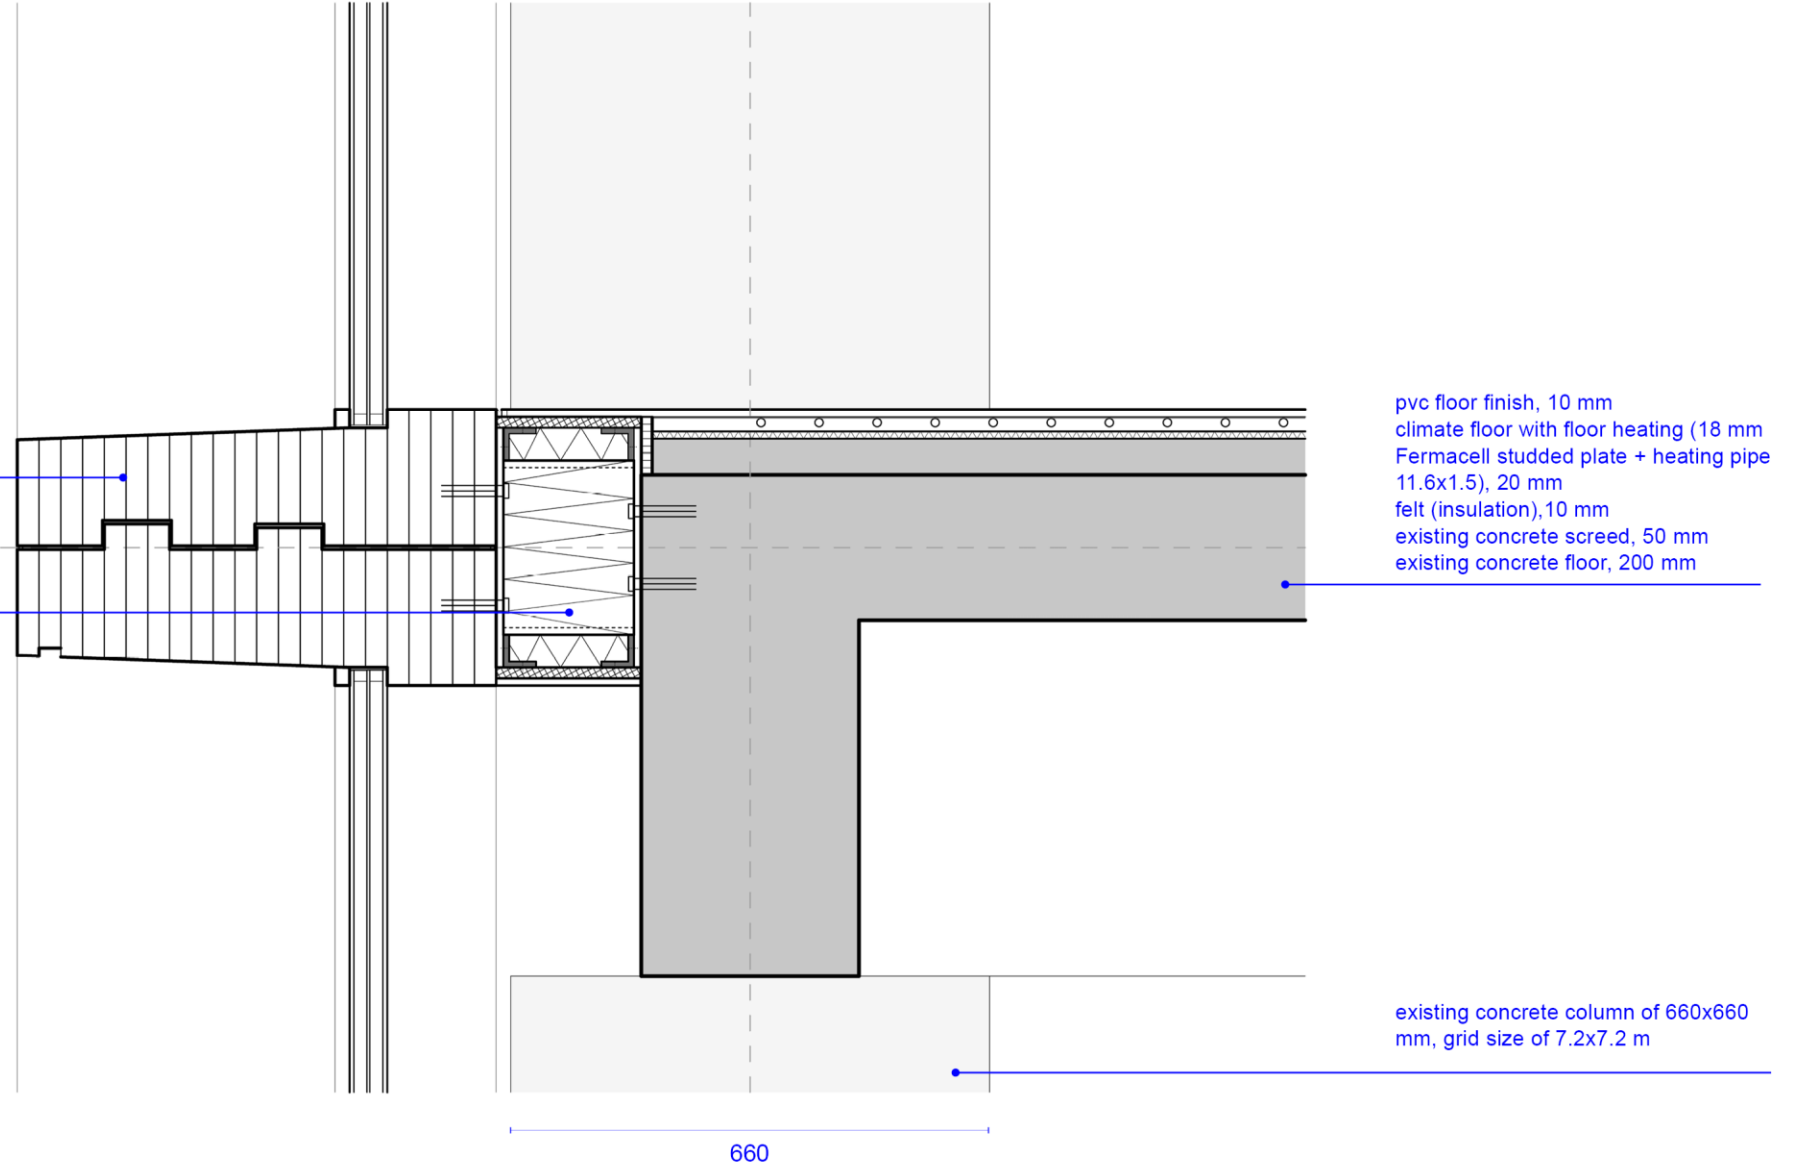 pvc floor finish, 10 mm
climate floor with floor heating (18 mm
Fermacell studded plate + heating pipe
11.6x1.5), 20 mm
felt (insulation),10 mm
existing concrete screed, 50 mm
existing concrete floor, 200 mm
existing concrete column of 660x660
mm, grid size of 7.2x7.2 m
660